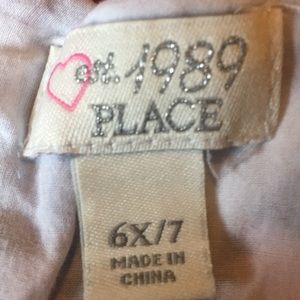 est. 1989
PLACE
6X/7
MADE IN
CHINA